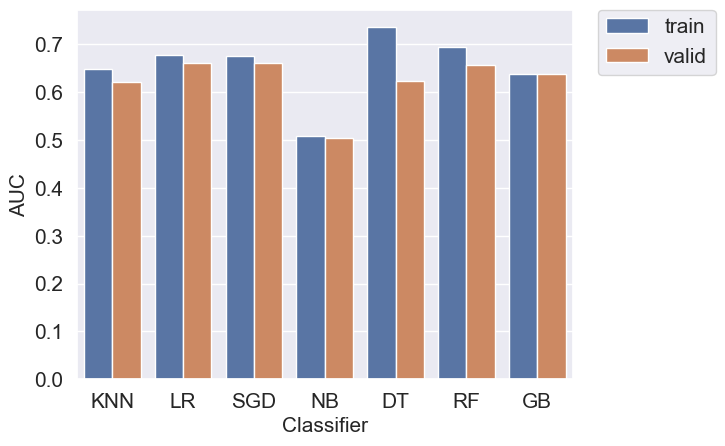 train
valid
AUC
0.7
0.6
0.5
0.4
0.3
0.2
0.1
0.0
KNN LR SGD NB DT RF GB
Classifier